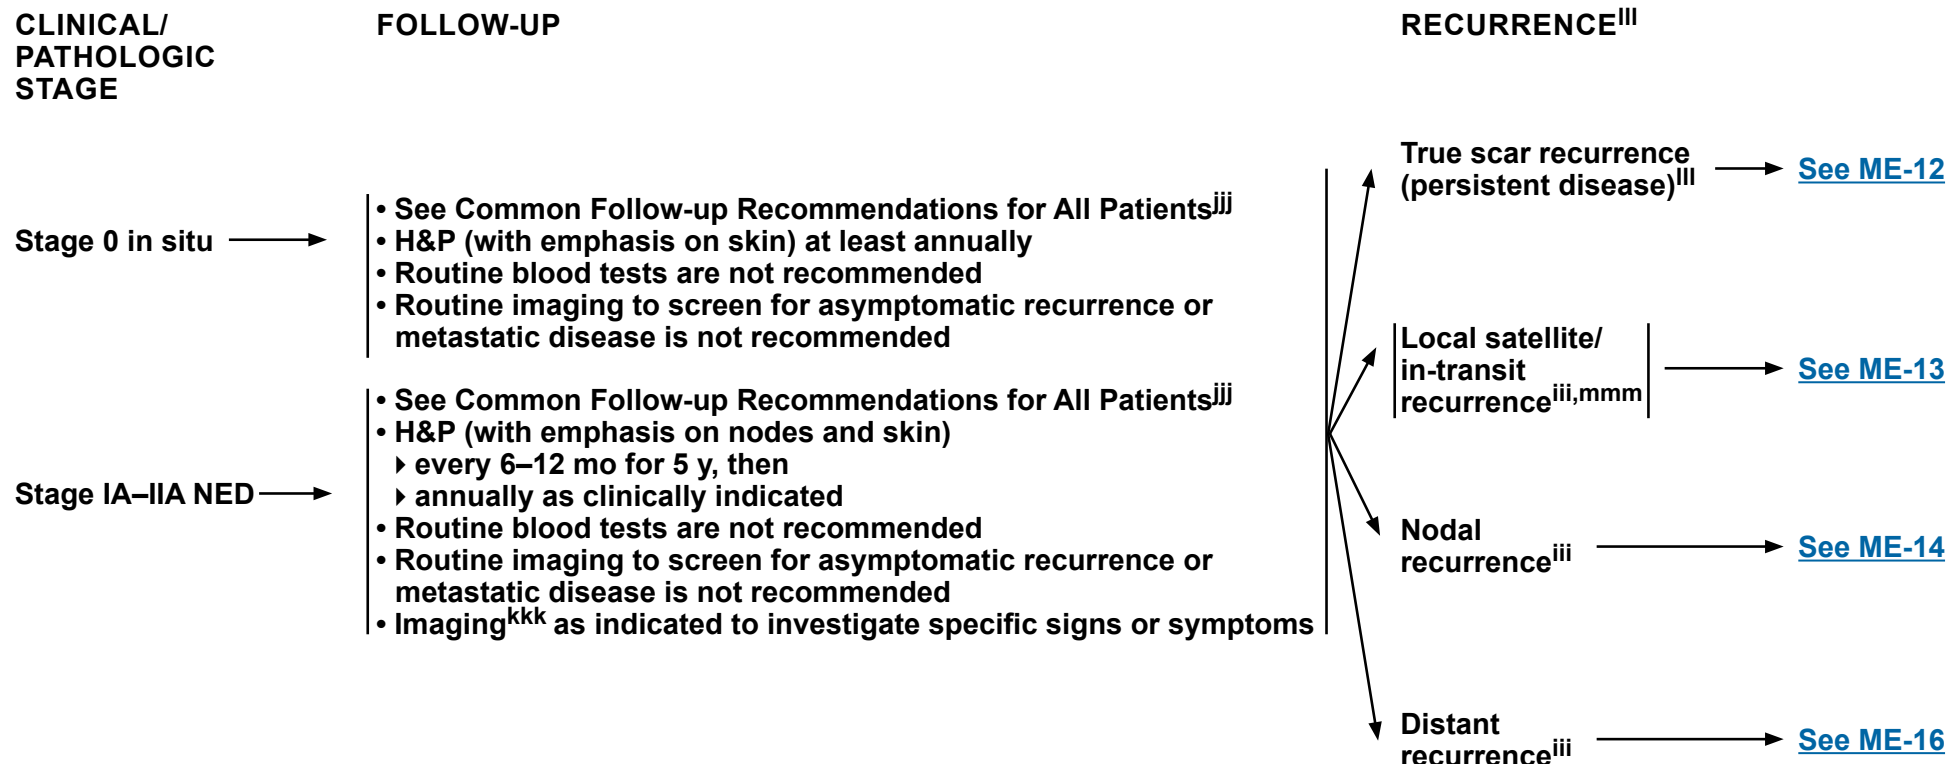 CLINICAL/
PATHOLOGIC
STAGE
FOLLOW-UP
RECURRENCElll
Stage 0 in situ
• See Common Follow-up Recommendations for All Patientsjjj
• H&P (with emphasis on skin) at least annually
• Routine blood tests are not recommended
• Routine imaging to screen for asymptomatic recurrence or
metastatic disease is not recommended
Stage IA–IIA NED
• See Common Follow-up Recommendations for All Patientsjjj
• H&P (with emphasis on nodes and skin)
every 6–12 mo for 5 y, then
annually as clinically indicated
• Routine blood tests are not recommended
• Routine imaging to screen for asymptomatic recurrence or
metastatic disease is not recommended
• Imagingkkk as indicated to investigate specific signs or symptoms
True scar recurrence
(persistent disease)lll
See ME-12
Local satellite/
in-transit
recurrenceiii,mmm
See ME-13
Nodal
recurrenceiii
See ME-14
Distant
recurrenceiii
See ME-16